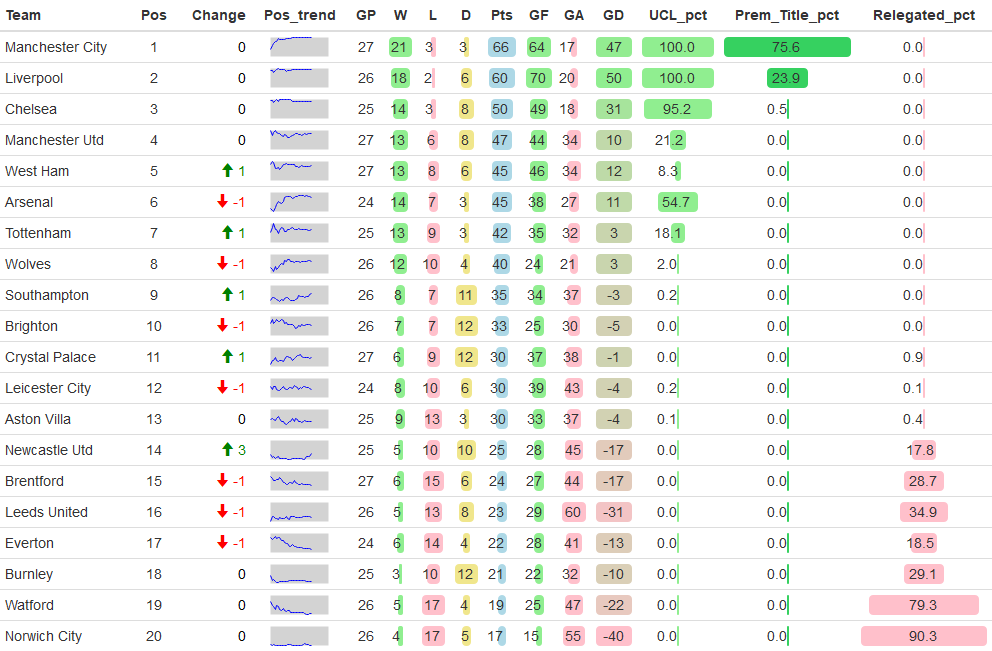 Team Pos Change Pos_trend GP W L D Pts GF GA GD UCL_pct Prem_Title_pct Relegated_pct
Manchester City 1 0 27 21 3 3 66 64 17 47 100.0 75.6 0.0
Liverpool 2 0 26 18 2 6 60 70 20 50 100.0 23.9 0.0
Chelsea 3 0 25 14 3 8 50 49 18 31 95.2 0.5 0.0
Manchester Utd 4 0 27 13 6 8 47 44 34 10 21.2 0.0 0.0
West Ham 5 1 27 13 8 6 45 46 34 12 8.3 0.0 0.0
Arsenal 6 -1 24 14 7 3 45 38 27 11 54.7 0.0 0.0
Tottenham 7 1 25 13 9 3 42 35 32 3 18.1 0.0 0.0
Wolves 8 -1 26 12 10 4 40 24 21 3 2.0 0.0 0.0
Southampton 9 1 26 8 7 11 35 34 37 -3 0.2 0.0 0.0
Brighton 10 -1 26 7 7 12 33 25 30 -5 0.0 0.0 0.0
Crystal Palace 11 1 27 6 9 12 30 37 38 -1 0.0 0.0 0.9
Leicester City 12 -1 24 8 10 6 30 39 43 -4 0.2 0.0 0.1
Aston Villa 13 0 25 9 13 3 30 33 37 -4 0.1 0.0 0.4
Newcastle Utd 14 3 25 5 10 10 25 28 45 -17 0.0 0.0 17.8
Brentford 15 -1 27 6 15 6 24 27 44 -17 0.0 0.0 28.7
Leeds United 16 -1 26 5 13 8 23 29 60 -31 0.0 0.0 34.9
Everton 17 -1 24 6 14 4 22 28 41 -13 0.0 0.0 18.5
Burnley 18 0 25 3 10 12 21 22 32 -10 0.0 0.0 29.1
Watford 19 0 26 5 17 4 19 25 47 -22 0.0 0.0 79.3
Norwich City 20 0 26 4 17 5 17 15 55 -40 0.0 0.0 90.3